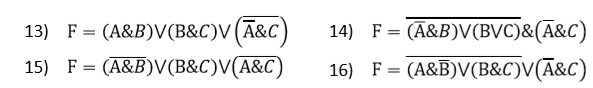 13) F = (A&B)V(B&C)V(A̅&̅C̅) 14) F = (̅A̅&̅B̅)̅V̅(̅B̅V̅C̅)̅&(A̅&C)
15) F = (A̅&̅B̅)V(B&C)V(A̅&̅C̅) 16) F = (̅A̅&̅B̅)̅V̅(̅B̅&̅C̅)̅V(A̅&C)